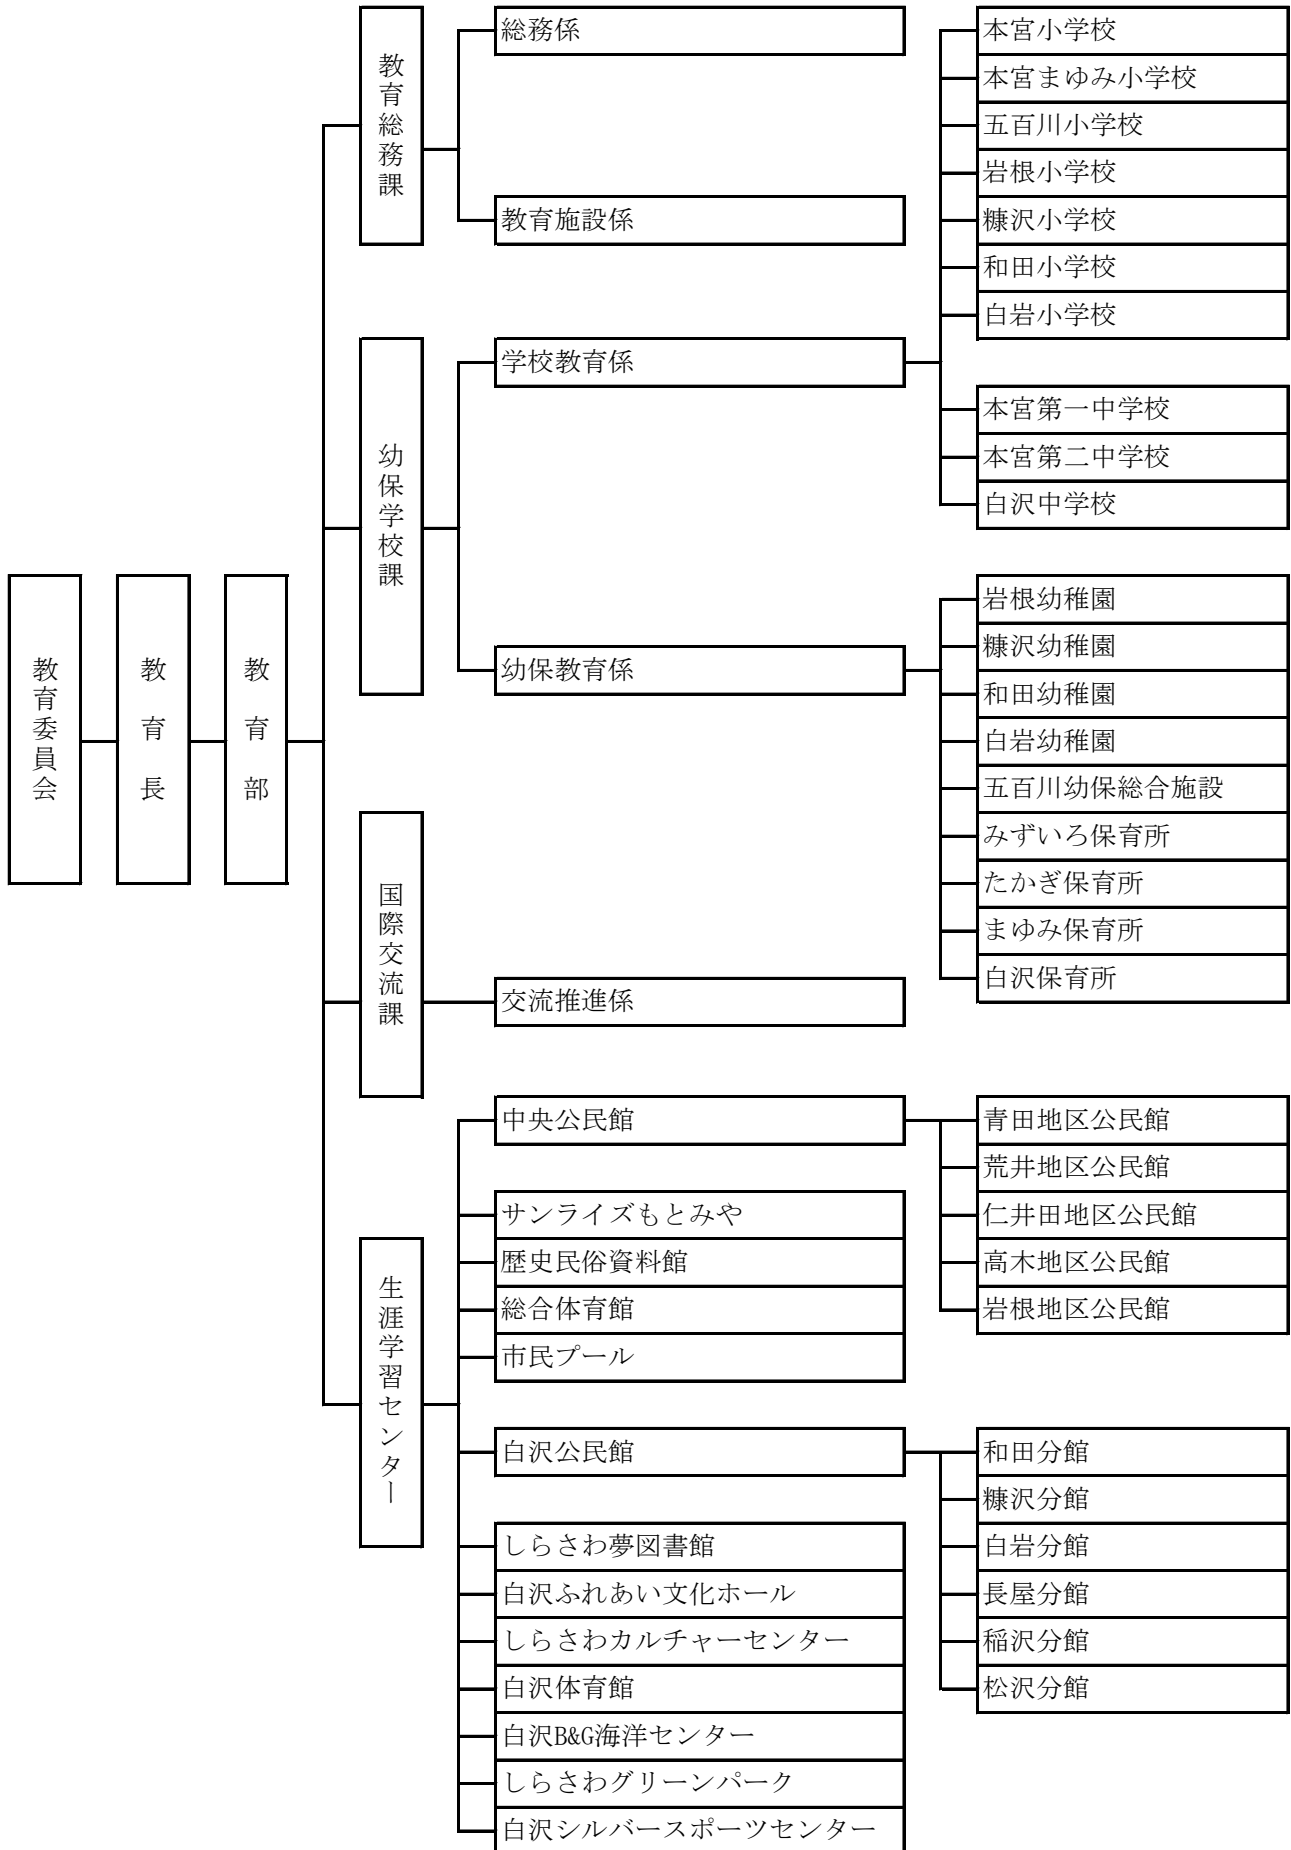 教育委員会
教育長
教育部
教育総務課
総務係
教育施設係
幼保学校課
学校教育係
本宮小学校
本宮まゆみ小学校
五百川小学校
岩根小学校
糠沢小学校
和田小学校
白岩小学校
本宮第一中学校
本宮第二中学校
白沢中学校
幼保教育係
岩根幼稚園
糠沢幼稚園
和田幼稚園
白岩幼稚園
五百川幼保総合施設
みずいろ保育所
たかぎ保育所
まゆみ保育所
白沢保育所
国際交流課
交流推進係
生涯学習センター
中央公民館
青田地区公民館
荒井地区公民館
仁井田地区公民館
高木地区公民館
岩根地区公民館
サンライズもとみや
歴史民俗資料館
総合体育館
市民プール
白沢公民館
和田分館
糠沢分館
白岩分館
長屋分館
稲沢分館
松沢分館
しらさわ夢図書館
白沢ふれあい文化ホール
しらさわカルチャーセンター
白沢体育館
白沢B&G海洋センター
しらさわグリーンパーク
白沢シルバースポーツセンター